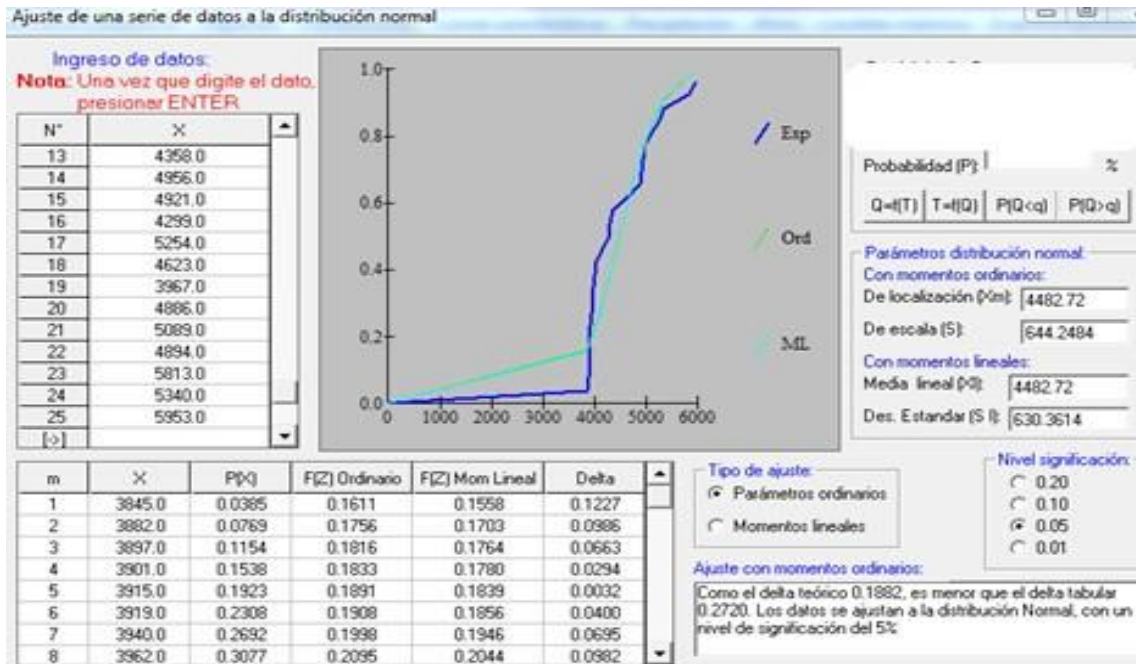 Ajuste de una serie de datos a la distribución normal
Ingreso de datos:
Nota: Una vez que digite el dato,
presionar ENTER
N° X
13 4358.0
14 4956.0
15 4921.0
16 4299.0
17 5254.0
18 4623.0
19 3967.0
20 4886.0
21 5089.0
22 4894.0
23 5813.0
24 5340.0
25 5953.0
[->]
1.0
0.8
0.6
0.4
0.2
0.0
0 1000 2000 3000 4000 5000 6000
Exp
Ord
ML
Probabilidad (P): %
Q=f(T) T=f(Q) P(Q<q) P(Q>q)
Parámetros distribución normal:
Con momentos ordinarios:
De localización (Xm): 4482.72
De escala (S): 644.2484
Con momentos lineales:
Media lineal (Xl): 4482.72
Des. Estandar (S l): 630.3614
m X P(X) F(Z) Ordinario F(Z) Mom Lineal Delta
1 3845.0 0.0385 0.1611 0.1558 0.1227
2 3882.0 0.0769 0.1756 0.1703 0.0986
3 3897.0 0.1154 0.1816 0.1764 0.0663
4 3901.0 0.1538 0.1833 0.1780 0.0294
5 3915.0 0.1923 0.1891 0.1839 0.0032
6 3919.0 0.2308 0.1908 0.1856 0.0400
7 3940.0 0.2692 0.1998 0.1946 0.0695
8 3962.0 0.3077 0.2095 0.2044 0.0982
Tipo de ajuste:
Parámetros ordinarios
Momentos lineales
Nivel significación:
0.20
0.10
0.05
0.01
Ajuste con momentos ordinarios:
Como el delta teórico 0.1882, es menor que el delta tabular
0.2720. Los datos se ajustan a la distribución Normal, con un
nivel de significación del 5%